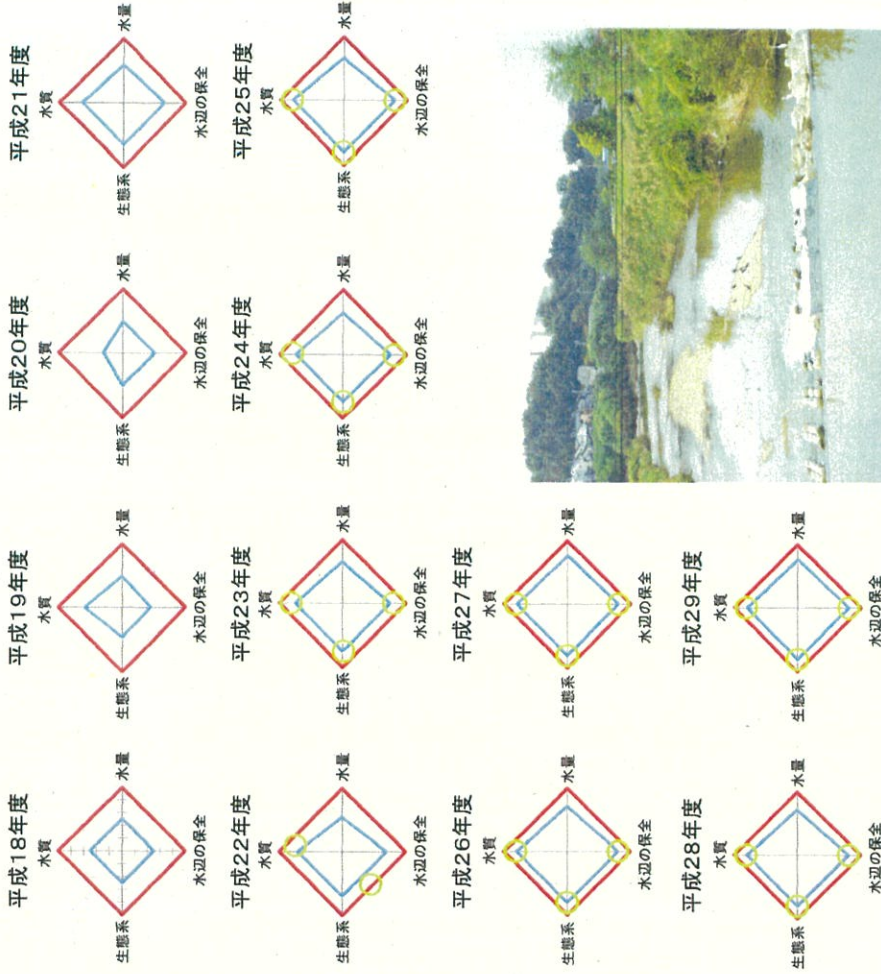 平成18年度
水質
生態系
水量
水辺の保全
平成19年度
水質
生態系
水量
水辺の保全
平成20年度
水質
生態系
水量
水辺の保全
平成21年度
水質
生態系
水量
水辺の保全
平成22年度
水質
生態系
水量
水辺の保全
平成23年度
水質
生態系
水量
水辺の保全
平成24年度
水質
生態系
水量
水辺の保全
平成25年度
水質
生態系
水量
水辺の保全
平成26年度
水質
生態系
水量
水辺の保全
平成27年度
水質
生態系
水量
水辺の保全
平成28年度
水質
生態系
水量
水辺の保全
平成29年度
水質
生態系
水量
水辺の保全